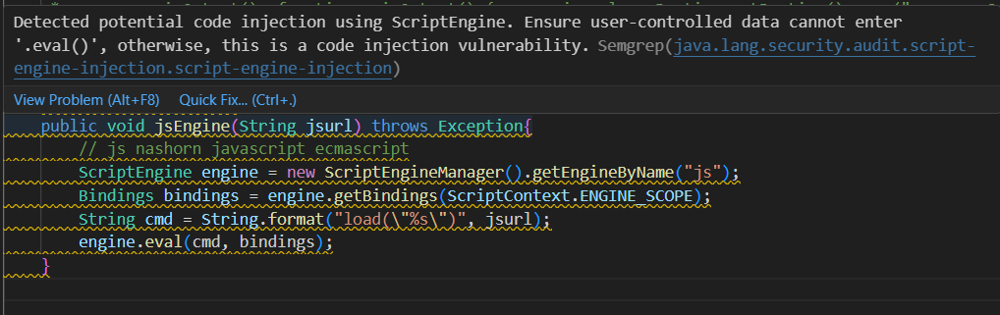 Detected potential code injection using ScriptEngine. Ensure user-controlled data cannot enter
'.eval()', otherwise, this is a code injection vulnerability. Semgrep(java.lang.security.audit.script-
engine-injection.script-engine-injection)
View Problem (Alt+F8) Quick Fix... (Ctrl+.)
public void jsEngine(String jsurl) throws Exception{
// js nashorn javascript ecmascript
ScriptEngine engine = new ScriptEngineManager().getEngineByName("js");
Bindings bindings = engine.getBindings(ScriptContext.ENGINE_SCOPE);
String cmd = String.format("load(\"%s\")", jsurl);
engine.eval(cmd, bindings);
}